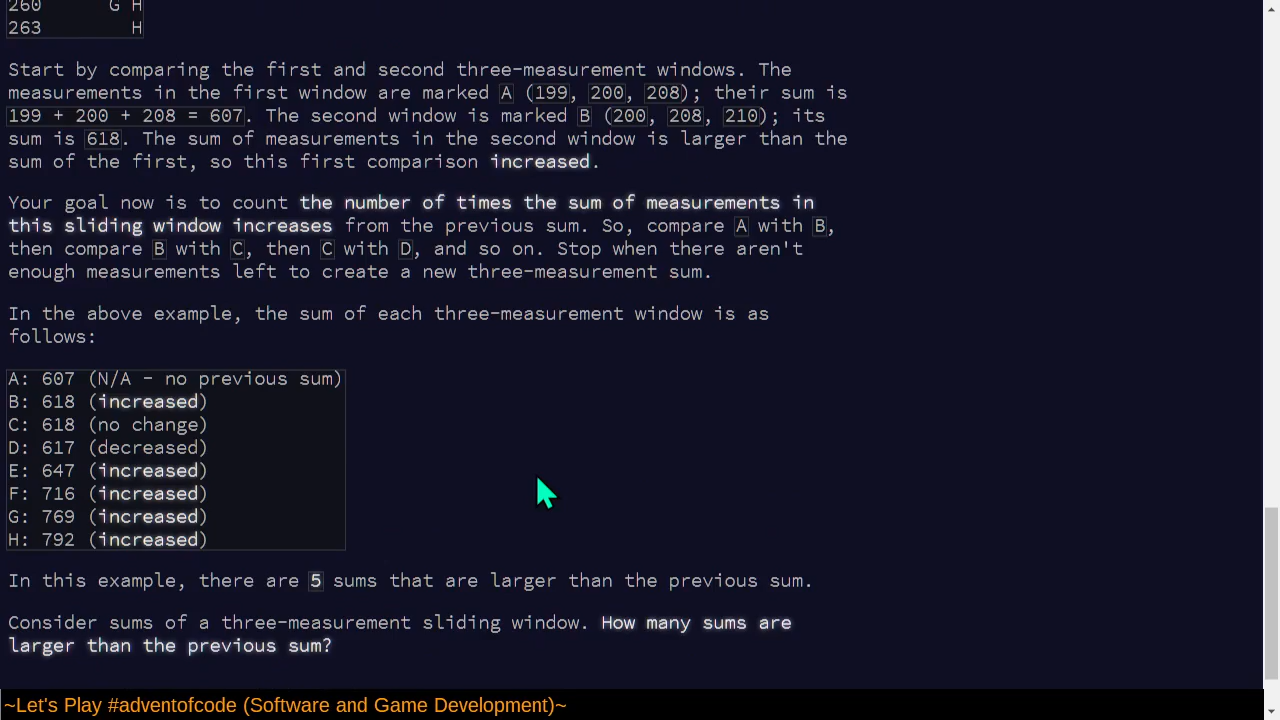 260 G H
263 H
Start by comparing the first and second three-measurement windows. The
measurements in the first window are marked A (199, 200, 208); their sum is
199 + 200 + 208 = 607. The second window is marked B (200, 208, 210); its
sum is 618. The sum of measurements in the second window is larger than the
sum of the first, so this first comparison increased.
Your goal now is to count the number of times the sum of measurements in
this sliding window increases from the previous sum. So, compare A with B,
then compare B with C, then C with D, and so on. Stop when there aren't
enough measurements left to create a new three-measurement sum.
In the above example, the sum of each three-measurement window is as
follows:
A: 607 (N/A - no previous sum)
B: 618 (increased)
C: 618 (no change)
D: 617 (decreased)
E: 647 (increased)
F: 716 (increased)
G: 769 (increased)
H: 792 (increased)
In this example, there are 5 sums that are larger than the previous sum.
Consider sums of a three-measurement sliding window. How many sums are
larger than the previous sum?
~Let's Play #adventofcode (Software and Game Development)~